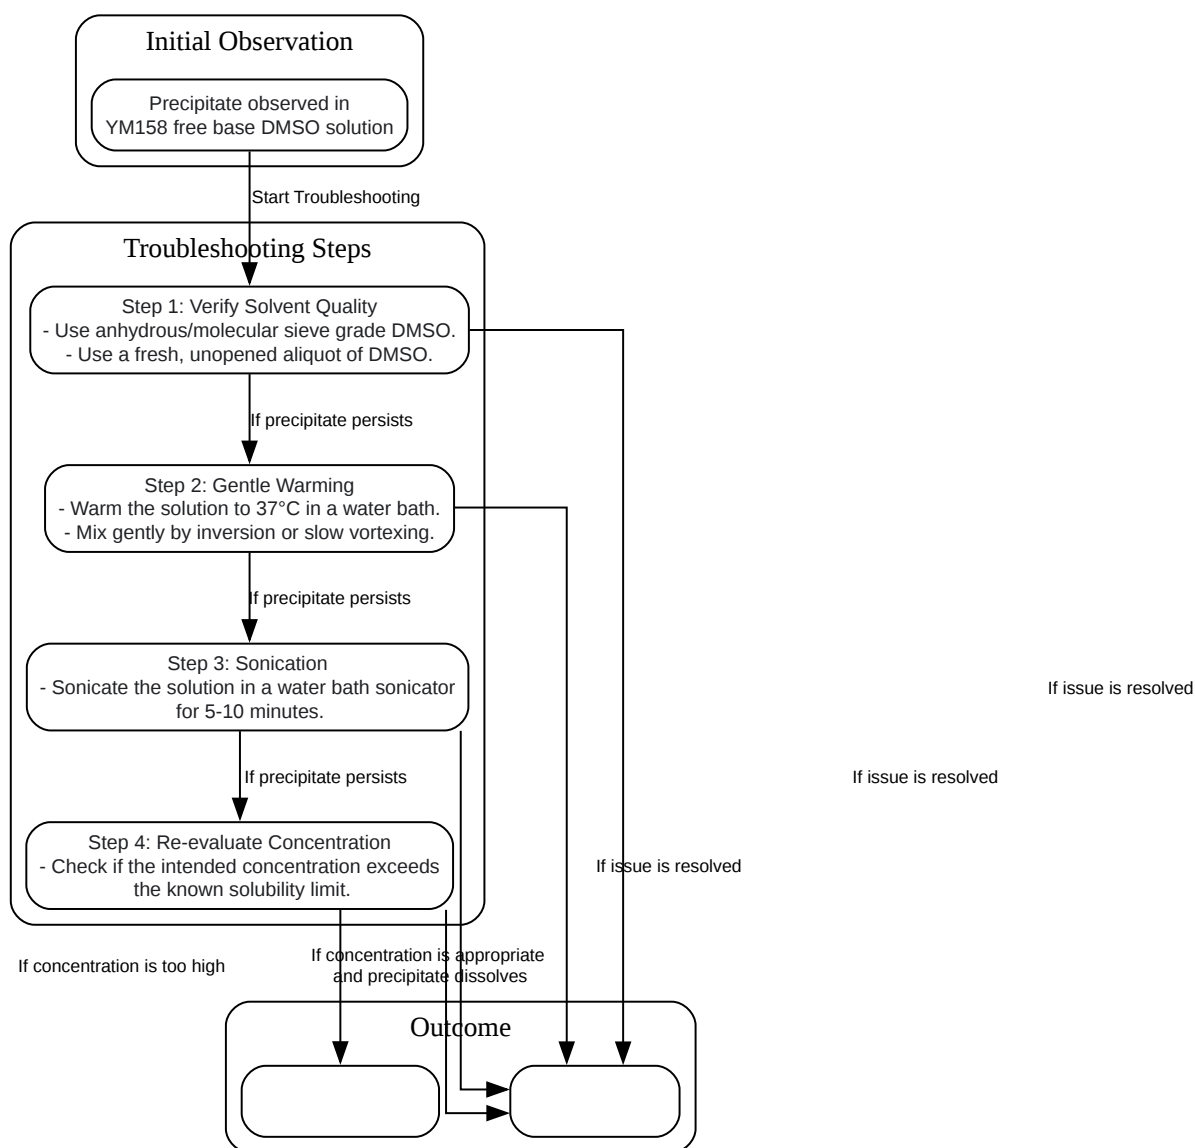 Initial Observation
Precipitate observed in
YM158 free base DMSO solution
Start Troubleshooting
Troubleshooting Steps
Step 1: Verify Solvent Quality
- Use anhydrous/molecular sieve grade DMSO.
- Use a fresh, unopened aliquot of DMSO.
If precipitate persists
Step 2: Gentle Warming
- Warm the solution to 37°C in a water bath.
- Mix gently by inversion or slow vortexing.
If precipitate persists
Step 3: Sonication
- Sonicate the solution in a water bath sonicator
for 5-10 minutes.
If issue is resolved
If precipitate persists
If issue is resolved
Step 4: Re-evaluate Concentration
- Check if the intended concentration exceeds
the known solubility limit.
If issue is resolved
If concentration is too high
If concentration is appropriate
and precipitate dissolves
Outcome